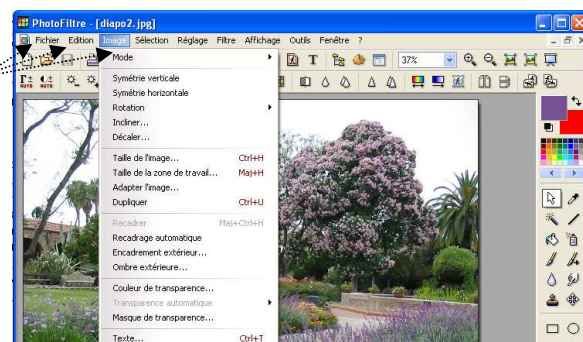 PhotoFiltre - [diapo2.jpg]
Fichier Edition Image Sélection Réglage Filtre Affichage Outils Fenêtre ?
37%
AUTO AUTO
Mode
Symétrie verticale
Symétrie horizontale
Rotation
Incliner...
Décaler...
Taille de l'image... Ctrl+H
Taille de la zone de travail... Maj+H
Adapter l'image...
Dupliquer Ctrl+U
Recadrer Maj+Ctrl+H
Recadrage automatique
Encadrement extérieur...
Ombre extérieure...
Couleur de transparence...
Transparence automatique
Masque de transparence...
Texte... Ctrl+T